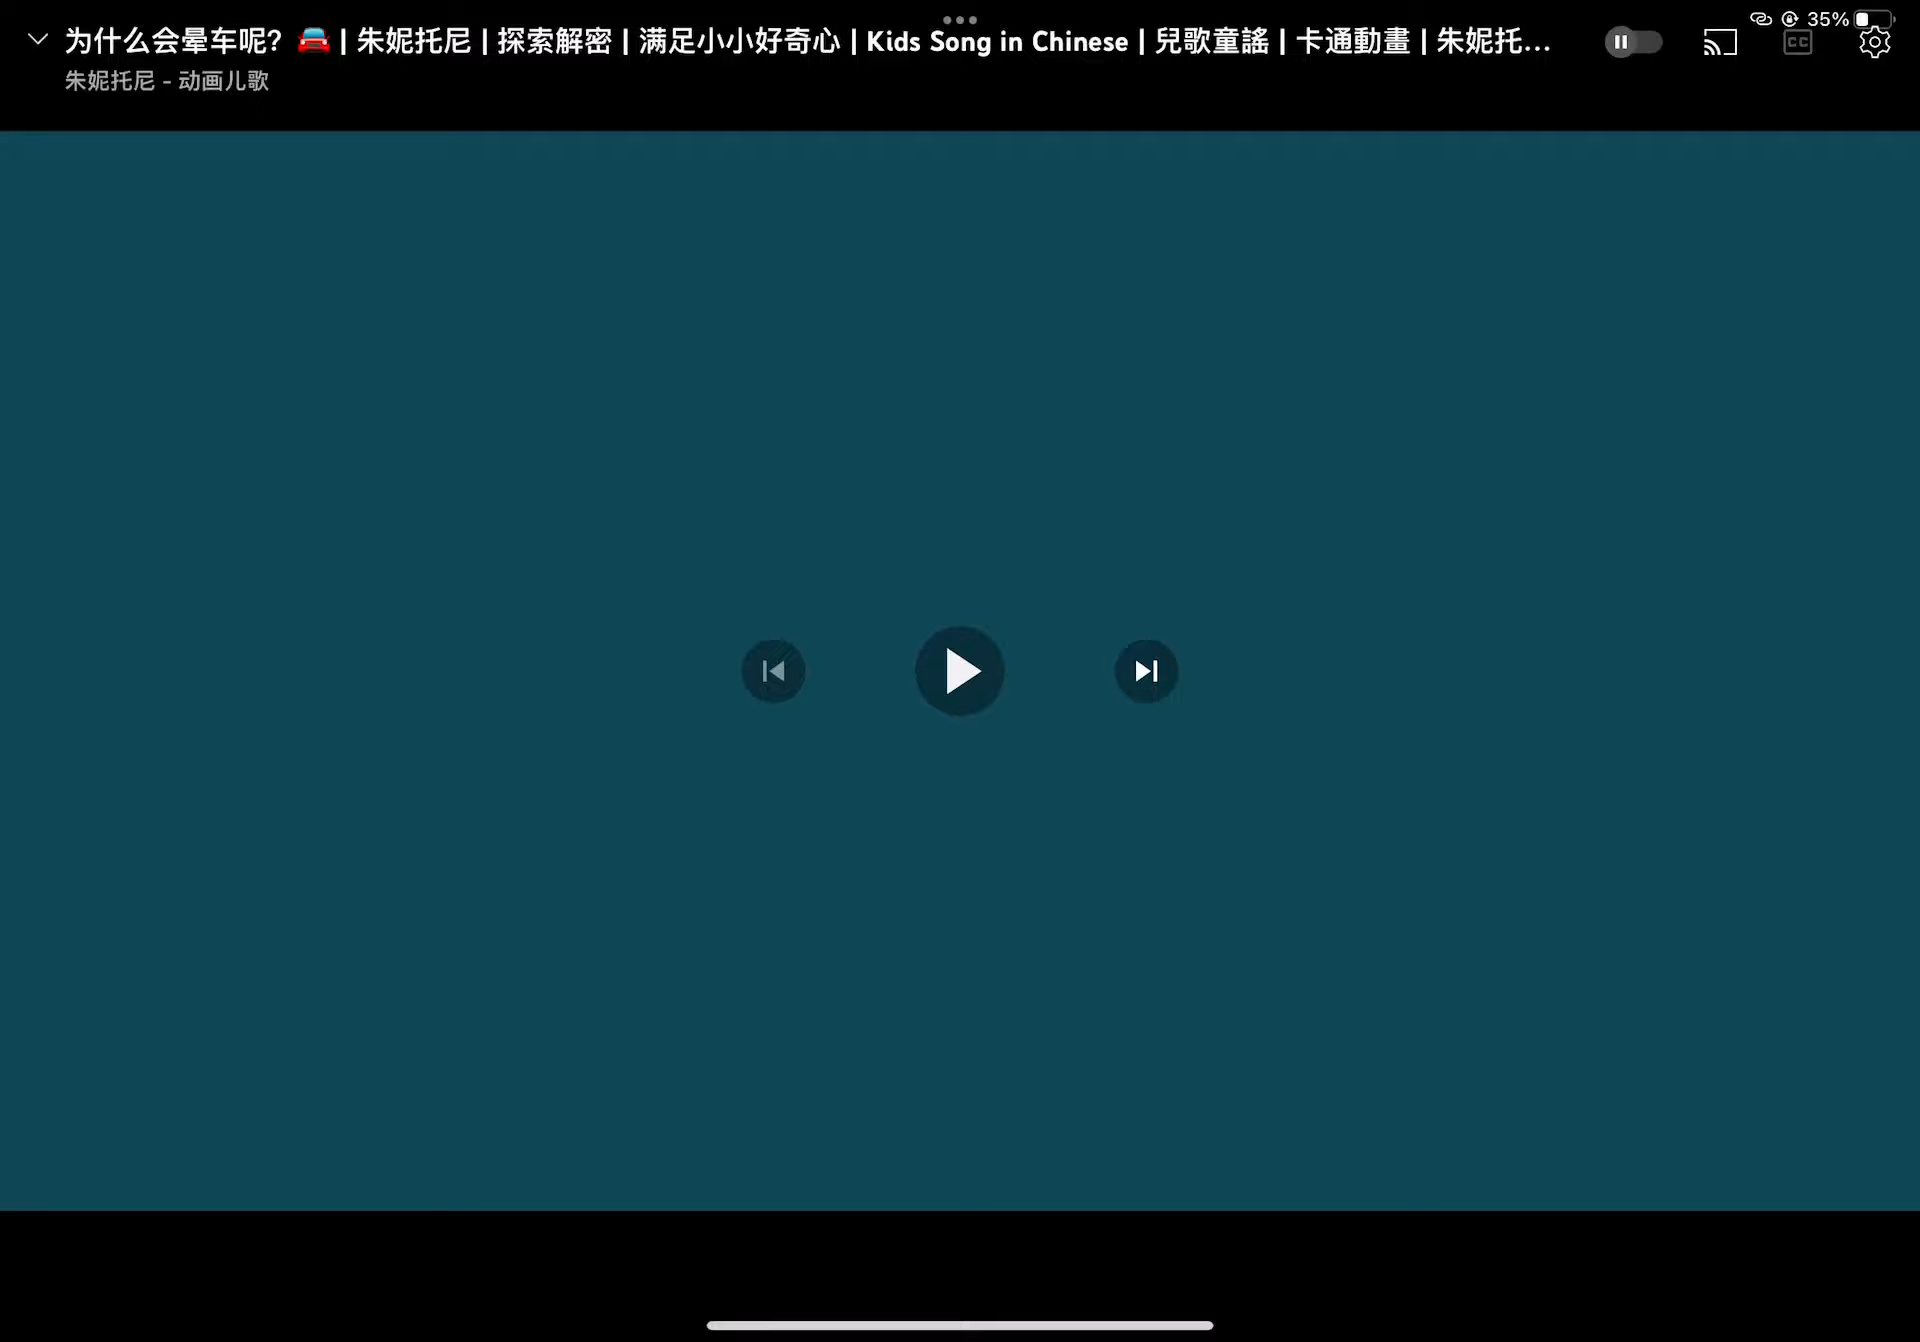 为什么会晕车呢? 🚘 | 朱妮托尼 | 探索解密 | 满足小小好奇心 | Kids Song in Chinese | 兒歌童謠 | 卡通動畫 | 朱妮托...
35%
CC
朱妮托尼 - 动画儿歌